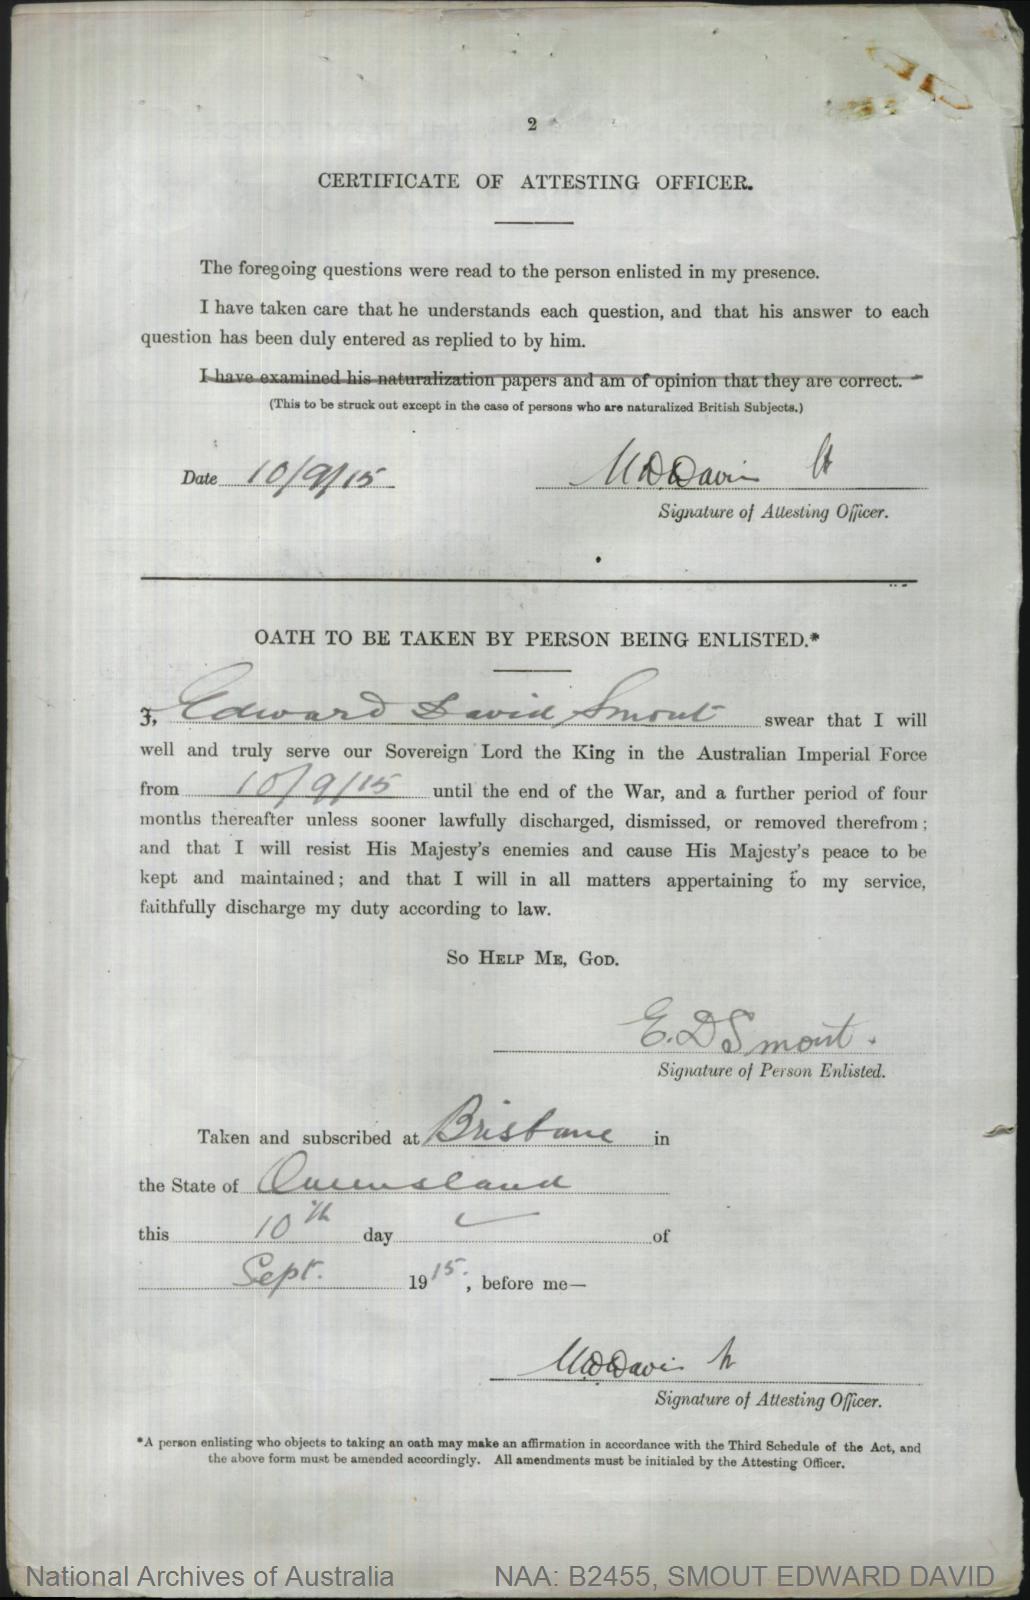 2
CERTIFICATE OF ATTESTING OFFICER.
The foregoing questions were read to the person enlisted in my presence.
I have taken care that he understands each question, and that his answer to each
question has been duly entered as replied to by him.
I have examined his naturalization papers and am of opinion that they are correct.
(This to be struck out except in the case of persons who are naturalized British Subjects.)
Date 10/9/15 M.D.Davis Lt
Signature of Attesting Officer.
OATH TO BE TAKEN BY PERSON BEING ENLISTED.*
I, Edward David Smout swear that I will
well and truly serve our Sovereign Lord the King in the Australian Imperial Force
from 10/9/15 until the end of the War, and a further period of four
months thereafter unless sooner lawfully discharged, dismissed, or removed therefrom;
and that I will resist His Majesty's enemies and cause His Majesty's peace to be
kept and maintained; and that I will in all matters appertaining to my service,
faithfully discharge my duty according to law.
So Help Me, God.
E.D Smout.
Signature of Person Enlisted.
Taken and subscribed at Brisbane in
the State of Queensland
this 10th day of
Sept. 1915, before me—
M.D.Davis Lt
Signature of Attesting Officer.
*A person enlisting who objects to taking an oath may make an affirmation in accordance with the Third Schedule of the Act, and
the above form must be amended accordingly. All amendments must be initialed by the Attesting Officer.
National Archives of Australia NAA: B2455, SMOUT EDWARD DAVID